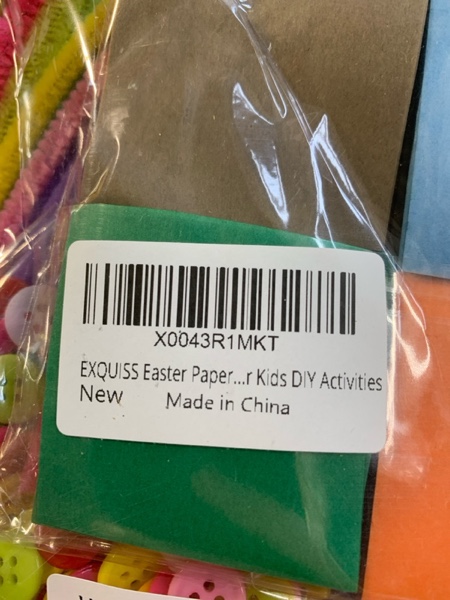 X0043R1MKT
EXQUISS Easter Paper...r Kids DIY Activities
New Made in China